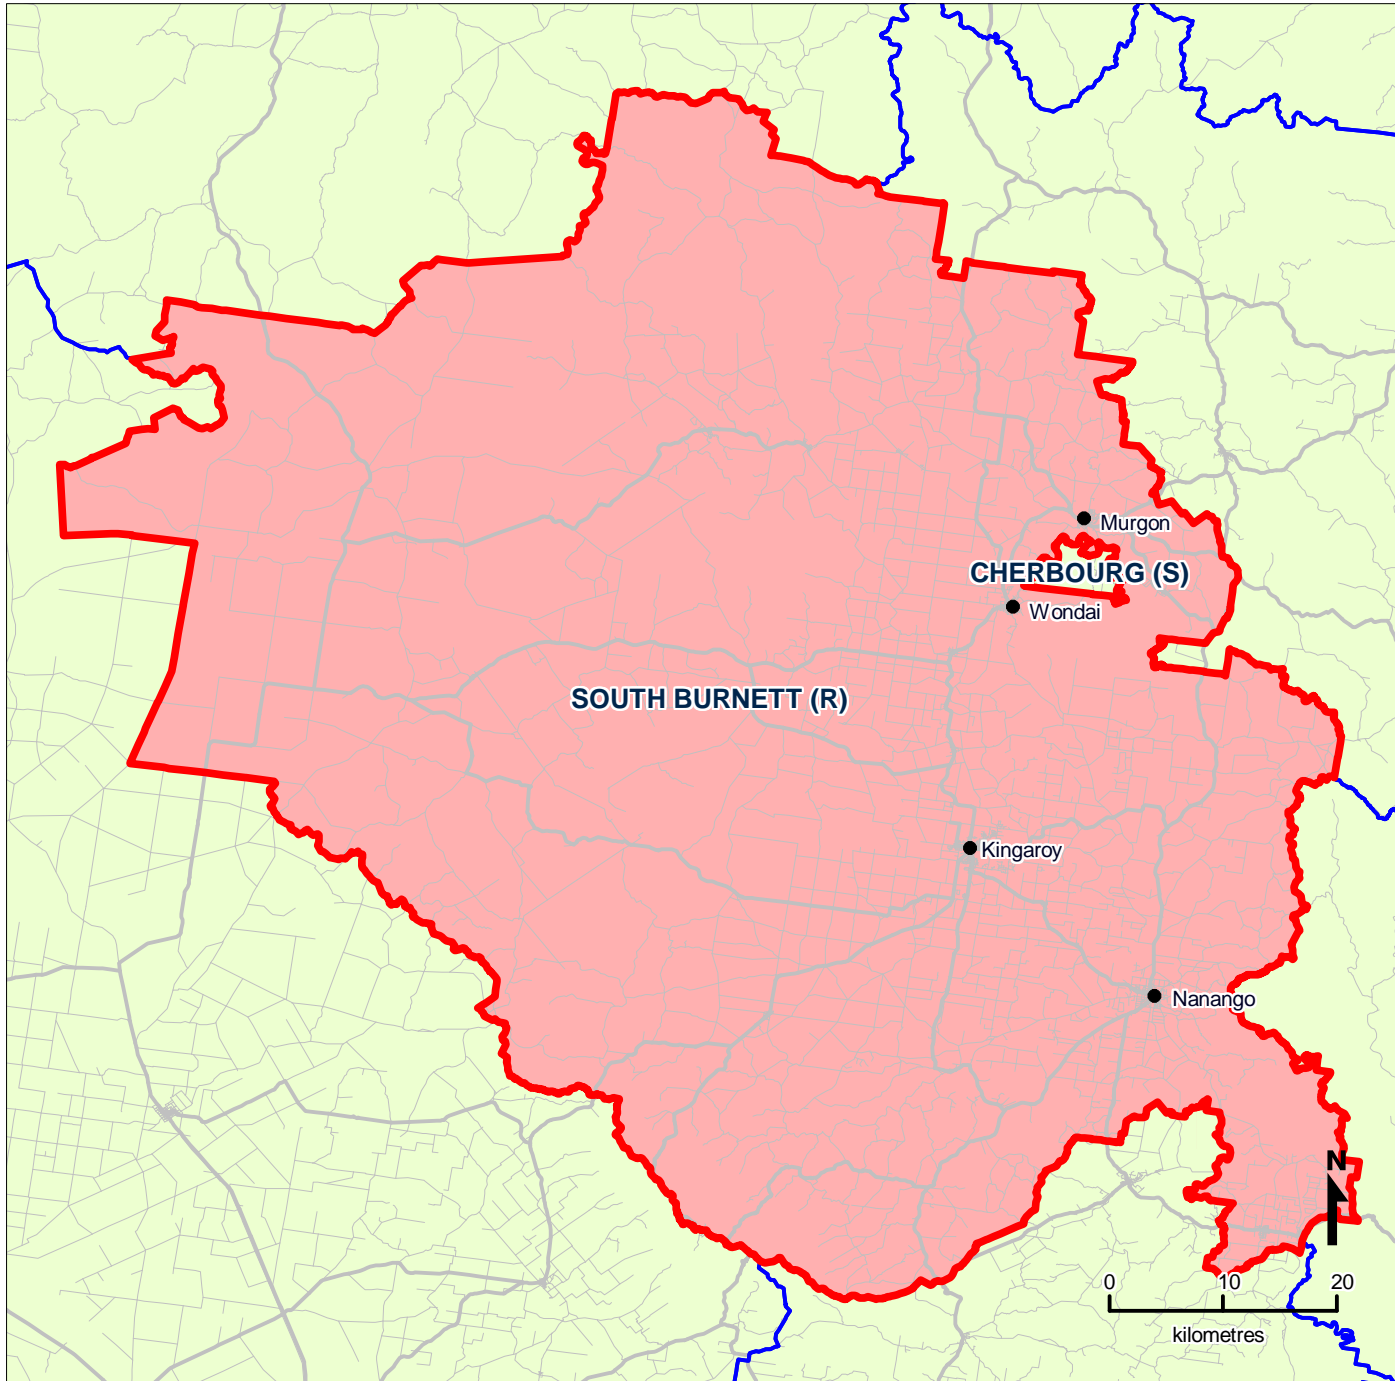 Murgon
CHERBOURG (S)
Wondai
SOUTH BURNETT (R)
Kingaroy
Nanango
N
0 10 20
kilometres